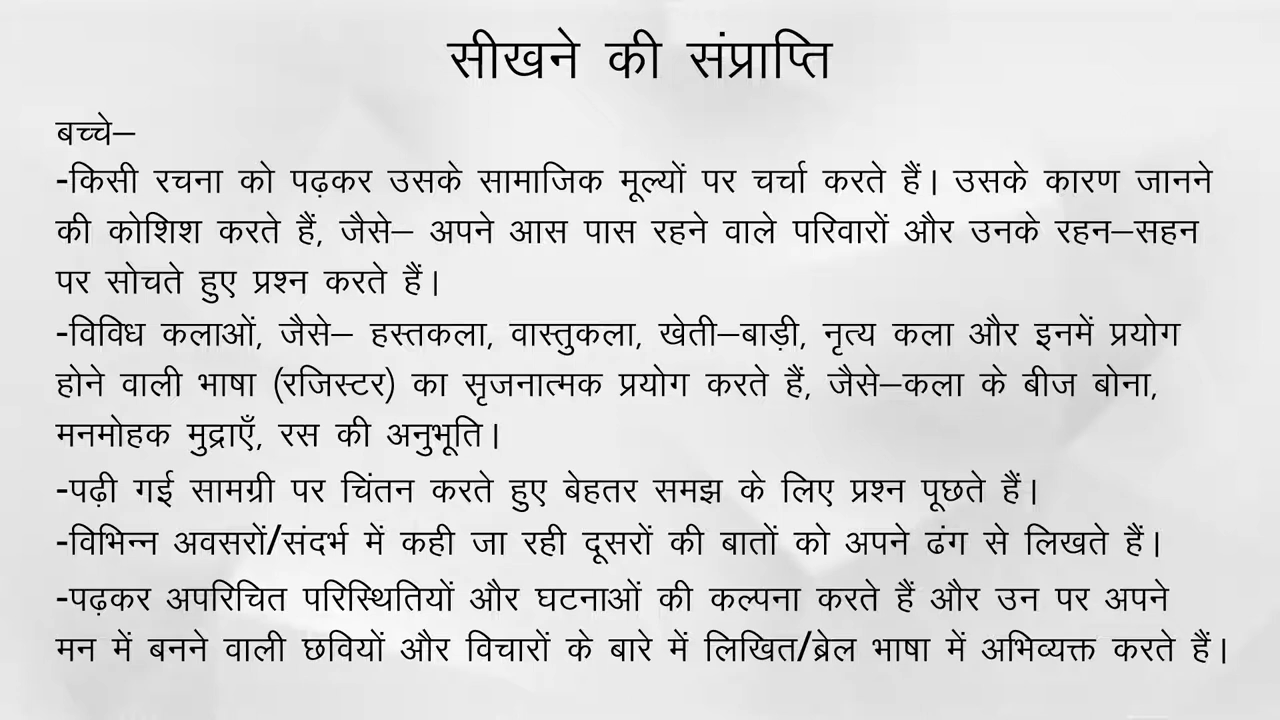 सीखने की संप्राप्ति
बच्चे–
-किसी रचना को पढ़कर उसके सामाजिक मूल्यों पर चर्चा करते हैं। उसके कारण जानने
की कोशिश करते हैं, जैसे– अपने आस पास रहने वाले परिवारों और उनके रहन–सहन
पर सोचते हुए प्रश्न करते हैं।
-विविध कलाओं, जैसे– हस्तकला, वास्तुकला, खेती–बाड़ी, नृत्य कला और इनमें प्रयोग
होने वाली भाषा (रजिस्टर) का सृजनात्मक प्रयोग करते हैं, जैसे–कला के बीज बोना,
मनमोहक मुद्राएँ, रस की अनुभूति।
-पढ़ी गई सामग्री पर चिंतन करते हुए बेहतर समझ के लिए प्रश्न पूछते हैं।
-विभिन्न अवसरों/संदर्भ में कही जा रही दूसरों की बातों को अपने ढंग से लिखते हैं।
-पढ़कर अपरिचित परिस्थितियों और घटनाओं की कल्पना करते हैं और उन पर अपने
मन में बनने वाली छवियों और विचारों के बारे में लिखित/ब्रेल भाषा में अभिव्यक्त करते हैं।